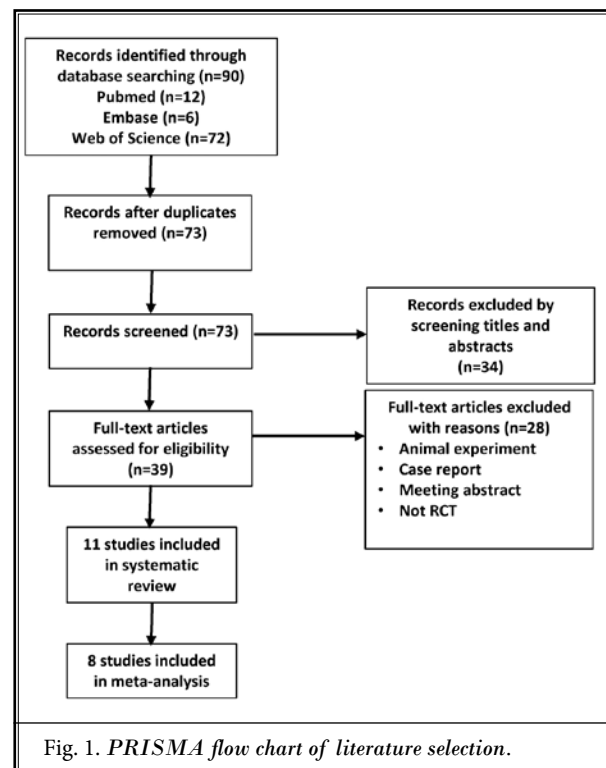 Records identified through
database searching (n=90)
Pubmed (n=12)
Embase (n=6)
Web of Science (n=72)
Records after duplicates
removed (n=73)
Records screened (n=73)
Records excluded by
screening titles and
abstracts
(n=34)
Full-text articles
assessed for eligibility
(n=39)
Full-text articles excluded
with reasons (n=28)
• Animal experiment
• Case report
• Meeting abstract
• Not RCT
11 studies included
in systematic
review
8 studies included
in meta-analysis
Fig. 1. PRISMA flow chart of literature selection.